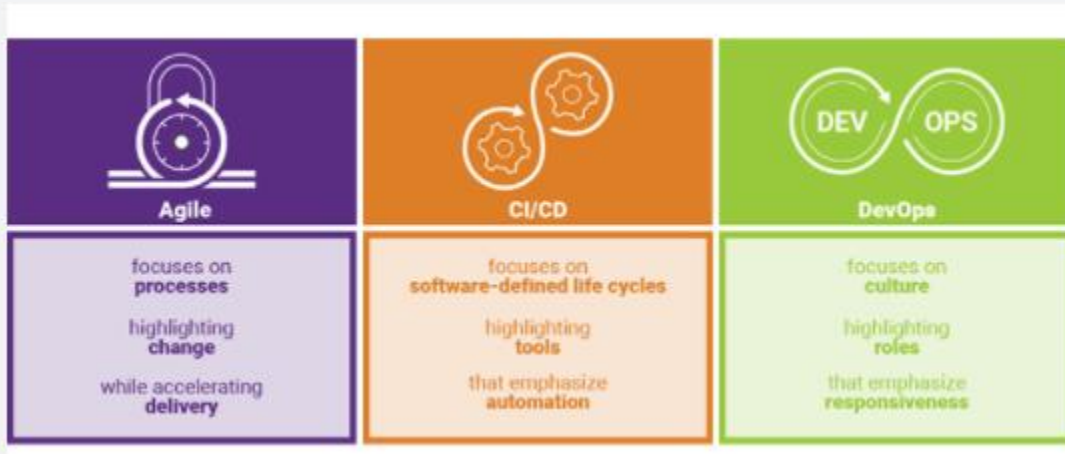 Agile
focuses on
processes
highlighting
change
while accelerating
delivery
CI/CD
focuses on
software-defined life cycles
highlighting
tools
that emphasize
automation
DEV OPS
DevOps
focuses on
culture
highlighting
roles
that emphasize
responsiveness